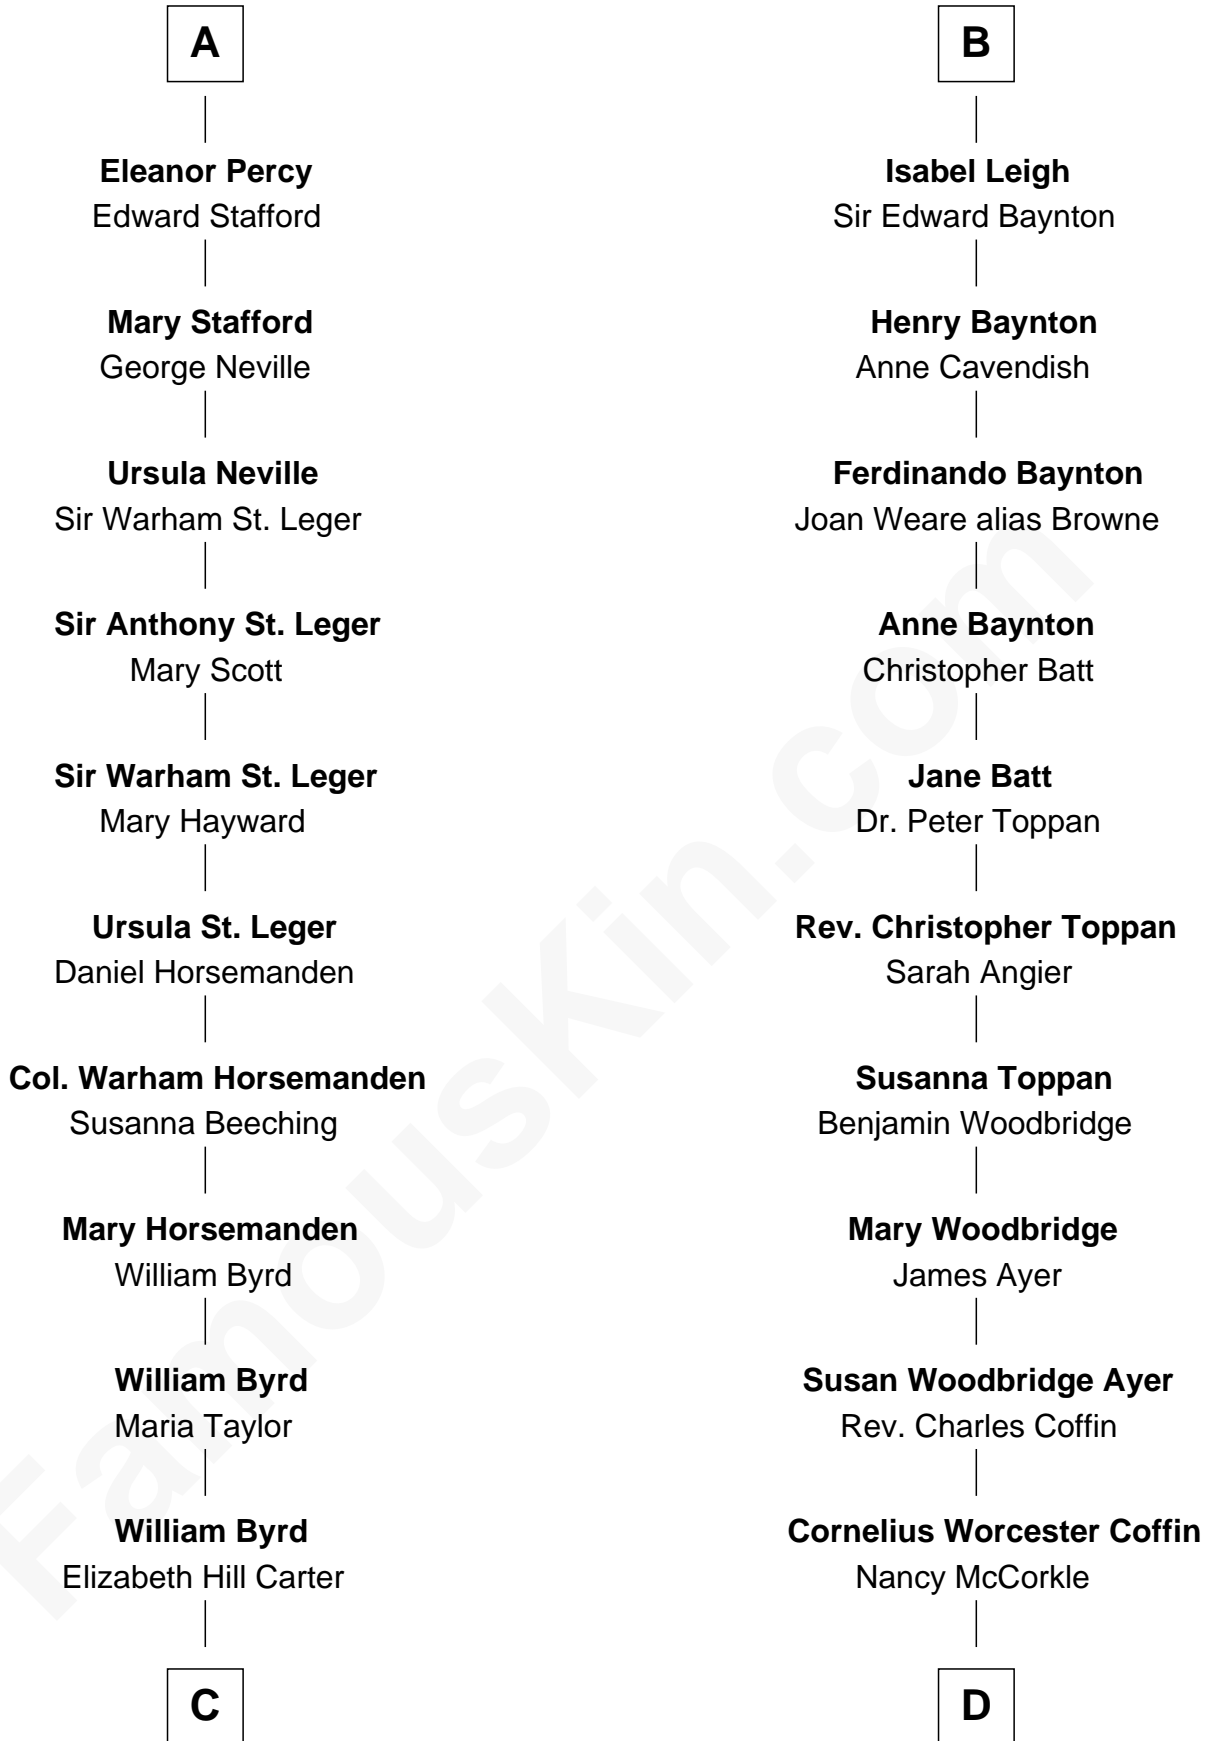 A
Eleanor Percy
Edward Stafford
Mary Stafford
George Neville
Ursula Neville
Sir Warham St. Leger
Sir Anthony St. Leger
Mary Scott
Sir Warham St. Leger
Mary Hayward
Ursula St. Leger
Daniel Horsemanden
Col. Warham Horsemanden
Susanna Beeching
Mary Horsemanden
William Byrd
William Byrd
Maria Taylor
William Byrd
Elizabeth Hill Carter
C
B
Isabel Leigh
Sir Edward Baynton
Henry Baynton
Anne Cavendish
Ferdinando Baynton
Joan Weare alias Browne
Anne Baynton
Christopher Batt
Jane Batt
Dr. Peter Toppan
Rev. Christopher Toppan
Sarah Angier
Susanna Toppan
Benjamin Woodbridge
Mary Woodbridge
James Ayer
Susan Woodbridge Ayer
Rev. Charles Coffin
Cornelius Worcester Coffin
Nancy McCorkle
D
FamousKin.com